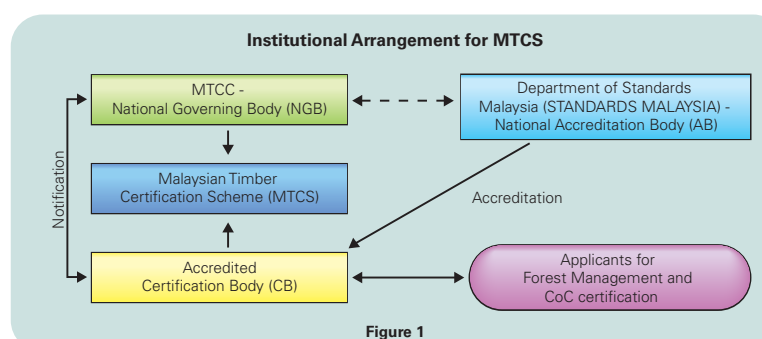 Institutional Arrangement for MTCS
MTCC -
National Governing Body (NGB)
Department of Standards
Malaysia (STANDARDS MALAYSIA) -
National Accreditation Body (AB)
Notification
Malaysian Timber
Certification Scheme (MTCS)
Accreditation
Accredited
Certification Body (CB)
Applicants for
Forest Management and
CoC certification
Figure 1